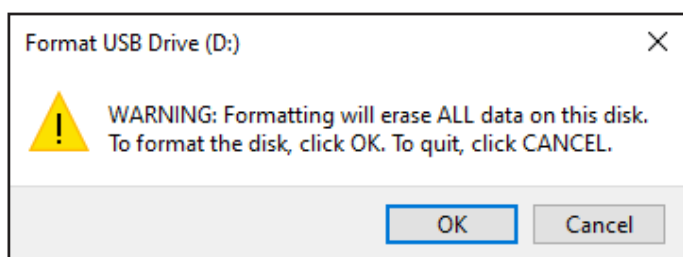 Format USB Drive (D:)
WARNING: Formatting will erase ALL data on this disk.
To format the disk, click OK. To quit, click CANCEL.
OK
Cancel